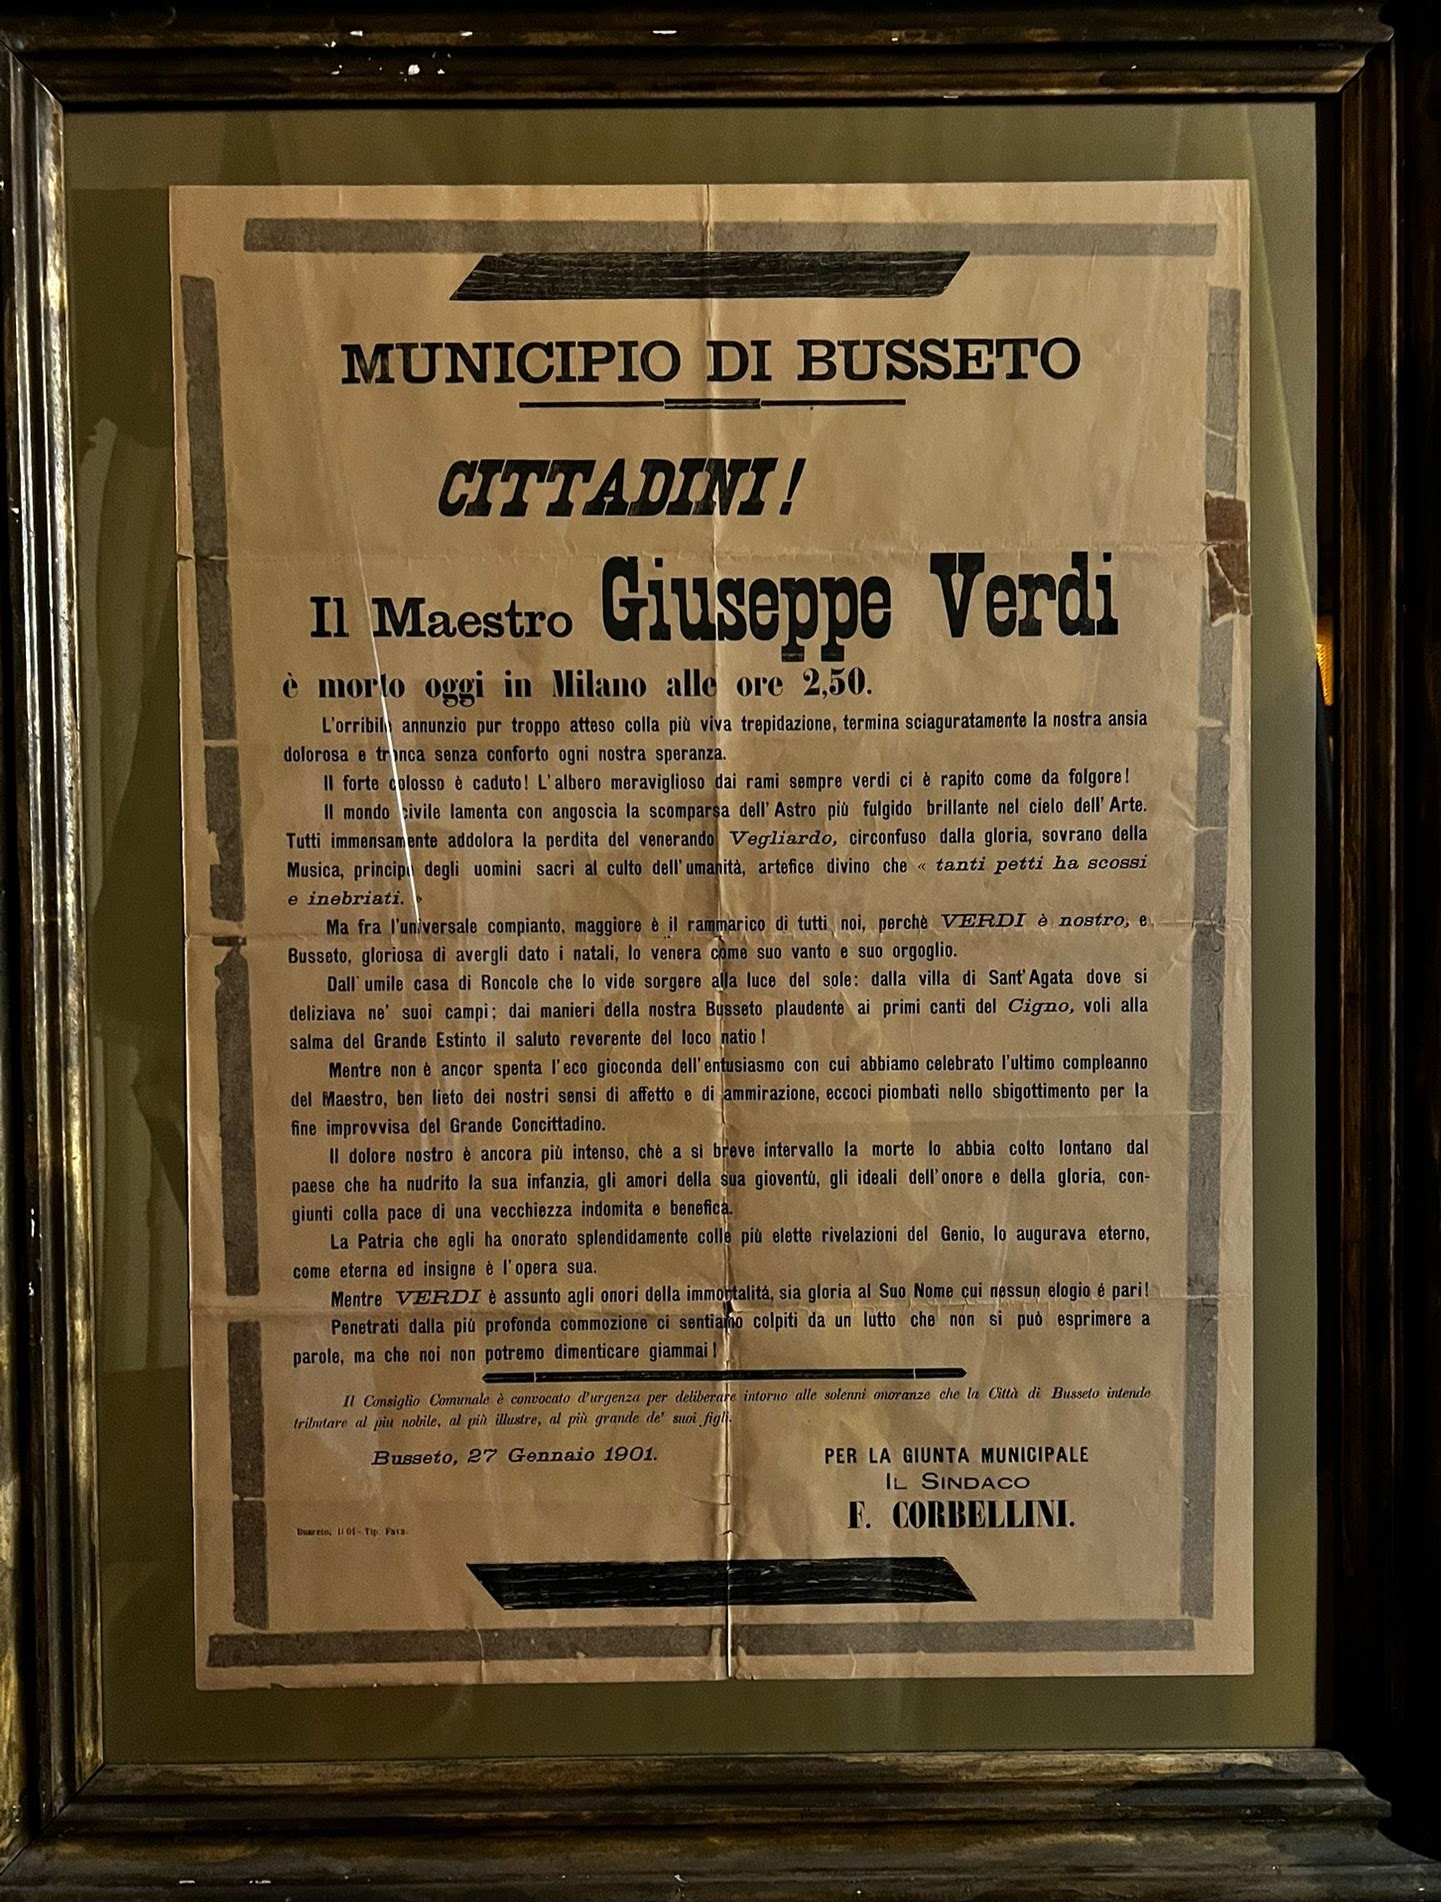 MUNICIPIO DI BUSSETO
CITTADINI!
Il Maestro Giuseppe Verdi
è morto oggi in Milano alle ore 2,50.
L'orribile annunzio pur troppo atteso colla più viva trepidazione, termina sciaguratamente la nostra ansia
dolorosa e tronca senza conforto ogni nostra speranza.
Il forte colosso è caduto! L'albero meraviglioso dai rami sempre verdi ci è rapito come da folgore!
Il mondo civile lamenta con angoscia la scomparsa dell'Astro più fulgido brillante nel cielo dell'Arte.
Tutti immensamente addolora la perdita del venerando Vegliardo, circonfuso dalla gloria, sovrano della
Musica, principe degli uomini sacri al culto dell'umanità, artefice divino che « tanti petti ha scossi
e inebriati. »
Ma fra l'universale compianto, maggiore è il rammarico di tutti noi, perchè VERDI è nostro, e
Busseto, gloriosa di avergli dato i natali, lo venera come suo vanto e suo orgoglio.
Dall'umile casa di Roncole che lo vide sorgere alla luce del sole: dalla villa di Sant'Agata dove si
deliziava ne' suoi campi; dai manieri della nostra Busseto plaudente ai primi canti del Cigno, voli alla
salma del Grande Estinto il saluto reverente del loco natio!
Mentre non è ancor spenta l'eco gioconda dell'entusiasmo con cui abbiamo celebrato l'ultimo compleanno
del Maestro, ben lieto dei nostri sensi di affetto e di ammirazione, eccoci piombati nello sbigottimento per la
fine improvvisa del Grande Concittadino.
Il dolore nostro è ancora più intenso, chè a sì breve intervallo la morte lo abbia colto lontano dal
paese che ha nudrito la sua infanzia, gli amori della sua gioventù, gli ideali dell'onore e della gloria, con-
giunti colla pace di una vecchiezza indomita e benefica.
La Patria che egli ha onorato splendidamente colle più elette rivelazioni del Genio, lo augurava eterno,
come eterna ed insigne è l'opera sua.
Mentre VERDI è assunto agli onori della immortalità, sia gloria al Suo Nome cui nessun elogio é pari!
Penetrati dalla più profonda commozione ci sentiamo colpiti da un lutto che non si può esprimere a
parole, ma che noi non potremo dimenticare giammai!
Il Consiglio Comunale è convocato d'urgenza per deliberare intorno alle solenni onoranze che la Città di Busseto intende
tributare al più nobile, al più illustre, al più grande de' suoi figli.
Busseto, 27 Gennaio 1901.
PER LA GIUNTA MUNICIPALE
IL SINDACO
F. CORBELLINI.
Tip. Fava.